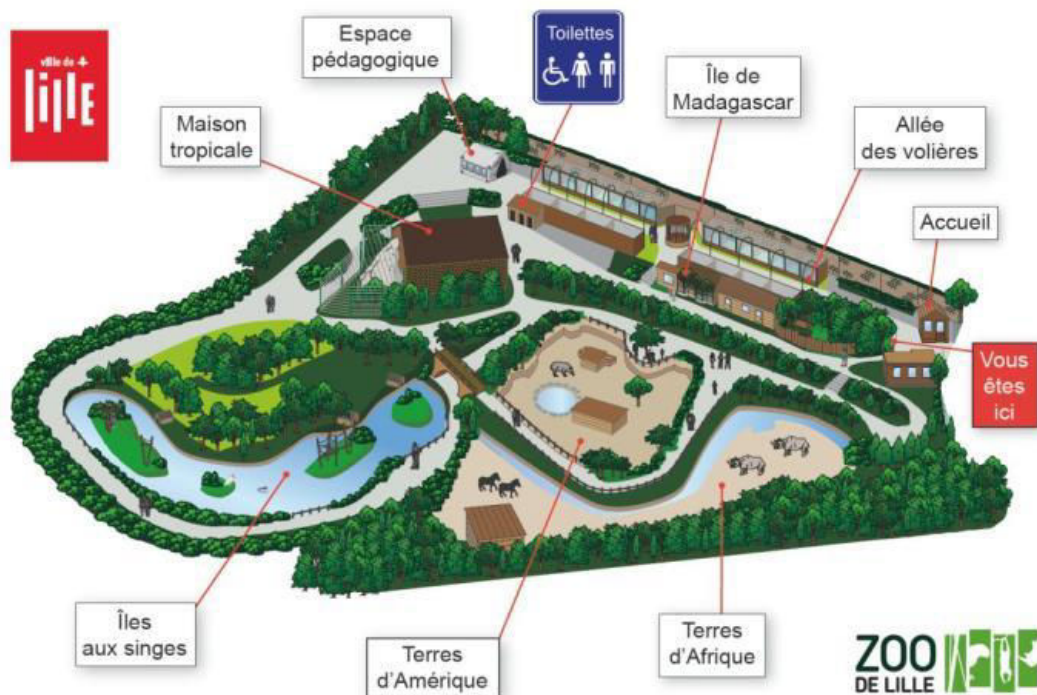 ville de
lille
Espace
pédagogique
Toilettes
Île de
Madagascar
Maison
tropicale
Allée
des volières
Accueil
Vous
êtes
ici
Îles
aux singes
Terres
d'Amérique
Terres
d'Afrique
ZOO
DE LILLE